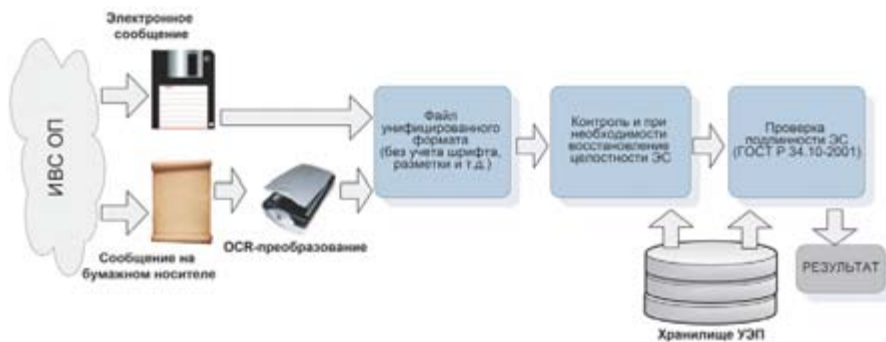 Электронное
сообщение
ИВС ОП
Сообщение на
бумажном носителе
OCR-преобразование
Файл
унифицированного
формата
(без учета шрифта,
разметки и т.д.)
Контроль и при
необходимости
восстановление
целостности ЭС
Проверка
подлинности ЭС
(ГОСТ Р 34.10-2001)
Хранилище УЭП
РЕЗУЛЬТАТ